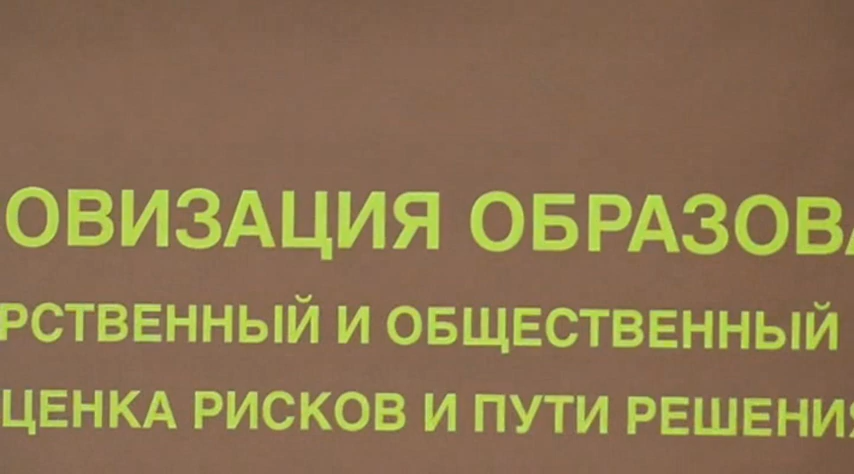 ОВИЗАЦИЯ ОБРАЗОВА
РСТВЕННЫЙ И ОБЩЕСТВЕННЫЙ
ЦЕНКА РИСКОВ И ПУТИ РЕШЕНИЯ